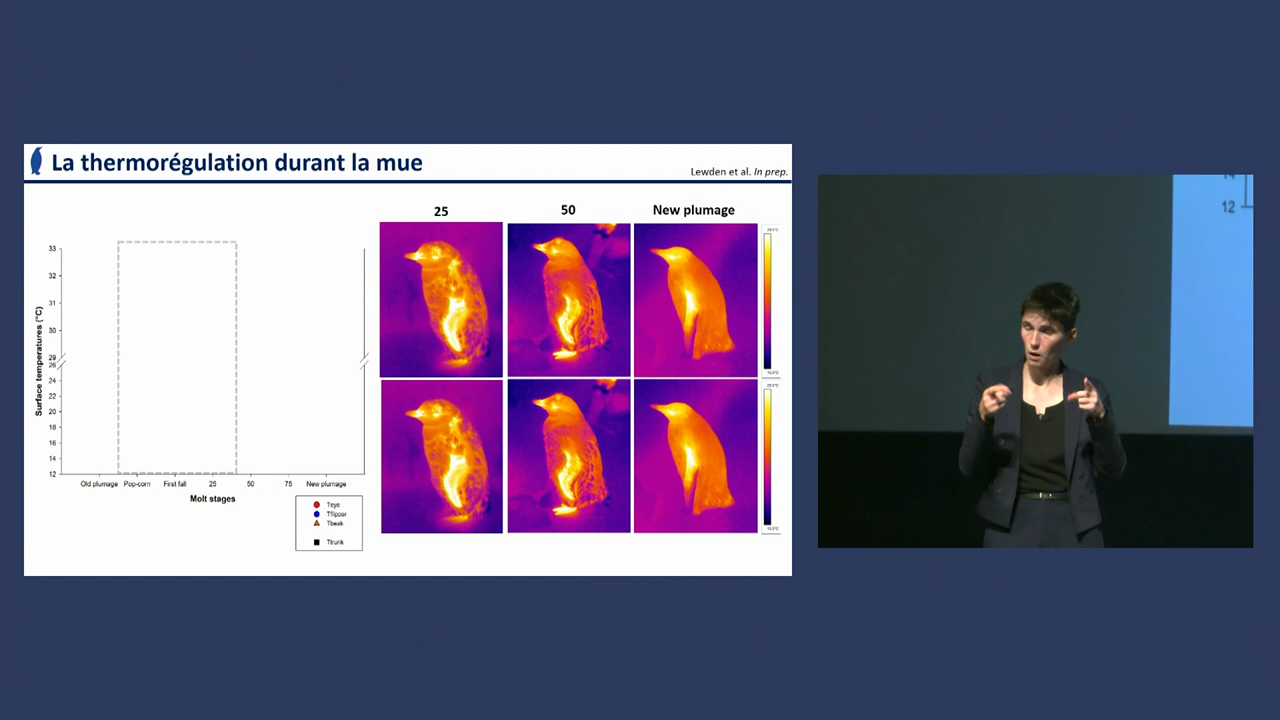 La thermorégulation durant la mue
Lewden et al. In prep.
25
50
New plumage
33
32
31
30
29
26
24
22
20
18
16
14
12
Surface temperatures (°C)
Old plumage
Pop-corn
First fall
25
50
75
New plumage
Molt stages
Teye
Tflipper
Tbeak
Ttrunk
12